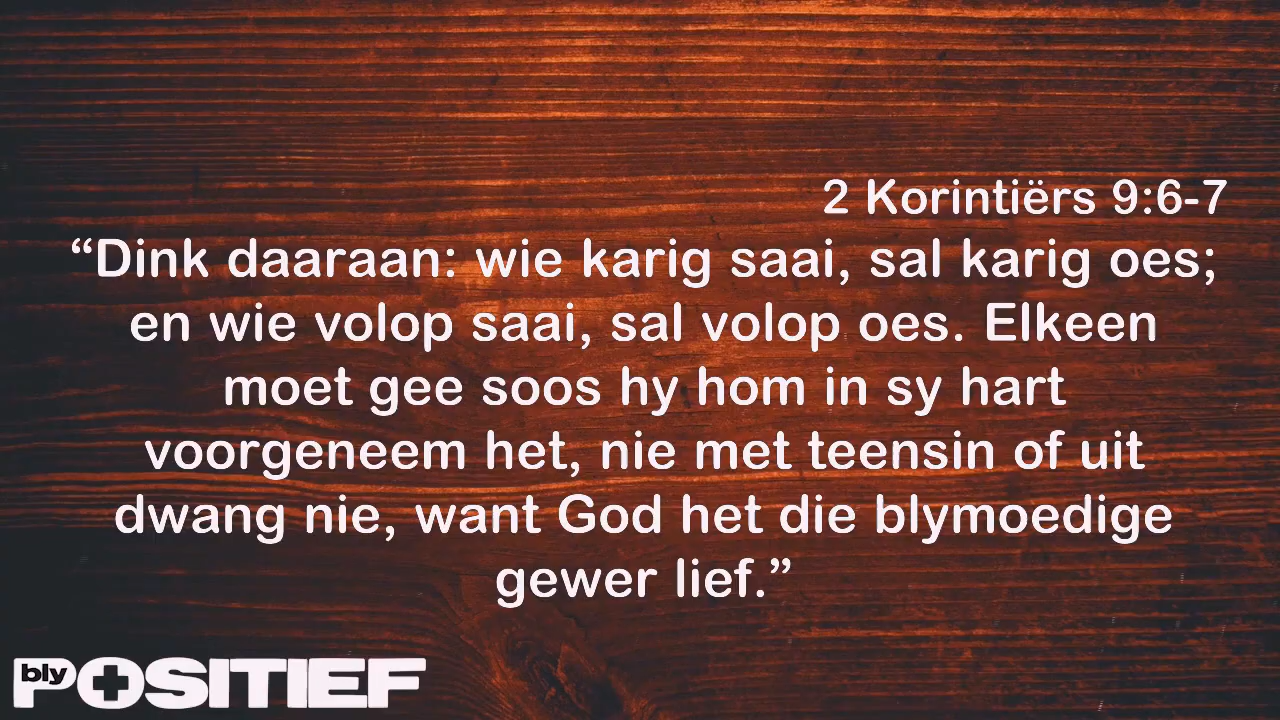 2 Korintiërs 9:6-7
“Dink daaraan: wie karig saai, sal karig oes;
en wie volop saai, sal volop oes. Elkeen
moet gee soos hy hom in sy hart
voorgeneem het, nie met teensin of uit
dwang nie, want God het die blymoedige
gewer lief.”
bly POSITIEF